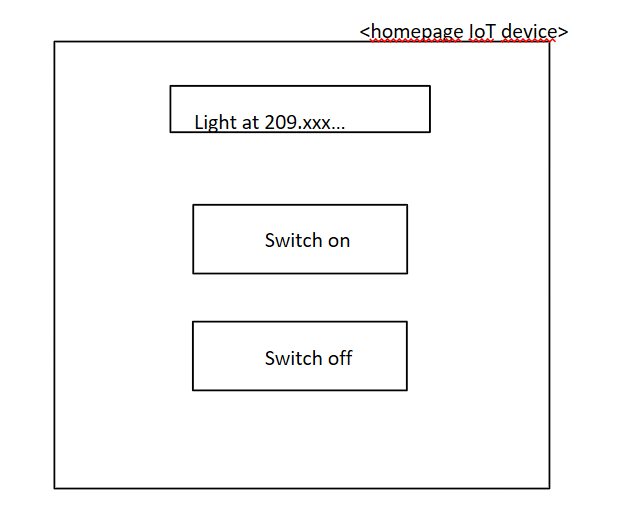 <homepage IoT device>
Light at 209.xxx...
Switch on
Switch off